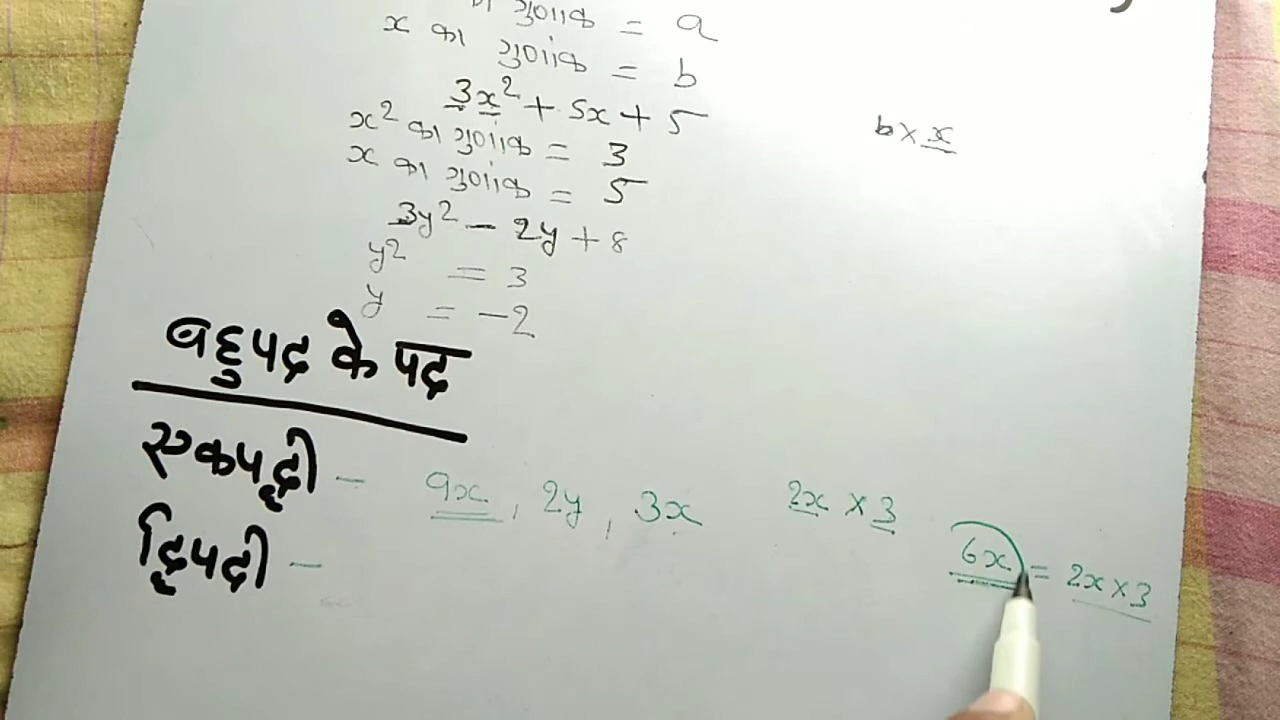 गुणांक = a
x का गुणांक = b
3x² + 5x + 5
b × x
x² का गुणांक = 3
x का गुणांक = 5
3y² - 2y + 8
y² = 3
y = -2
बहुपद के पद
एकपद्दी - 9x, 2y, 3x 2x × 3
6x = 2x × 3
द्विपदी -